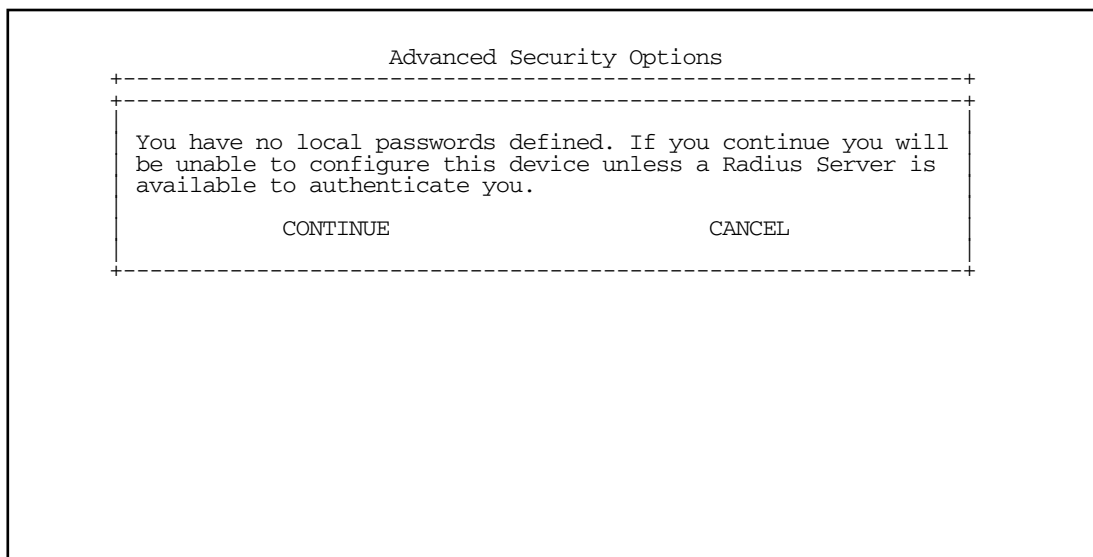 Advanced Security Options
You have no local passwords defined. If you continue you will
be unable to configure this device unless a Radius Server is
available to authenticate you.
CONTINUE CANCEL